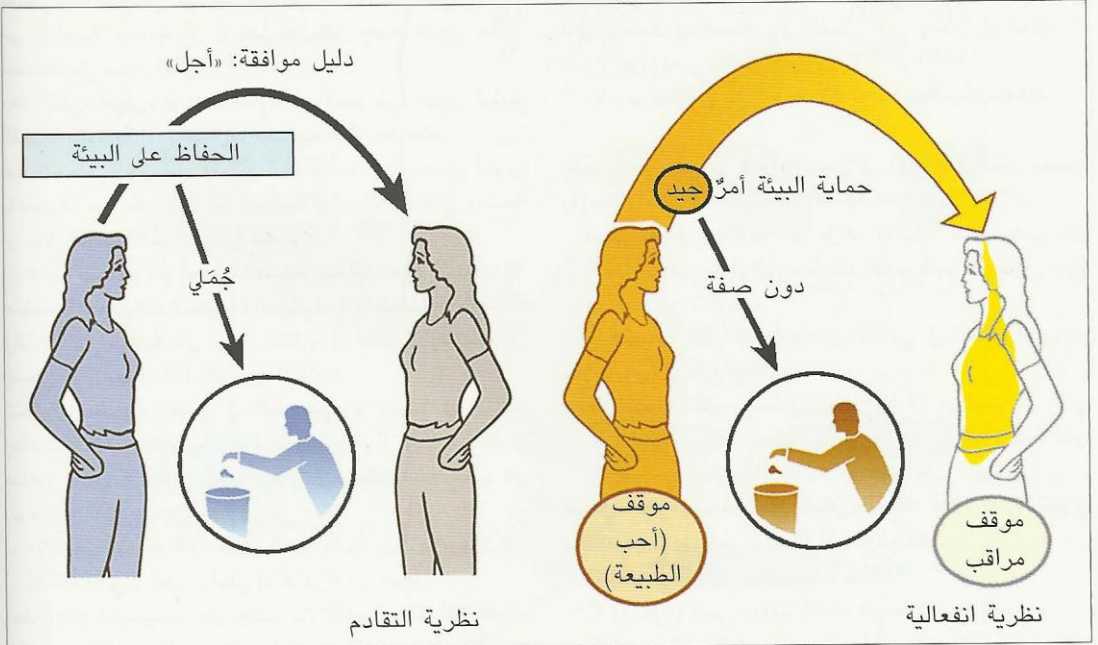 دليل موافقة: «أجل»
الحفاظ على البيئة
جُمَلي
نظرية التقادم
حماية البيئة أمرٌ جيد
دون صفة
موقف
(أحب
الطبيعة)
موقف
مراقب
نظرية انفعالية